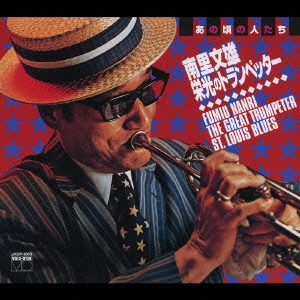 あの頃の人たち
南里文雄
栄光のトランペッター
FUMIO NANRI
THE GREAT TRUMPETER
ST. LOUIS BLUES